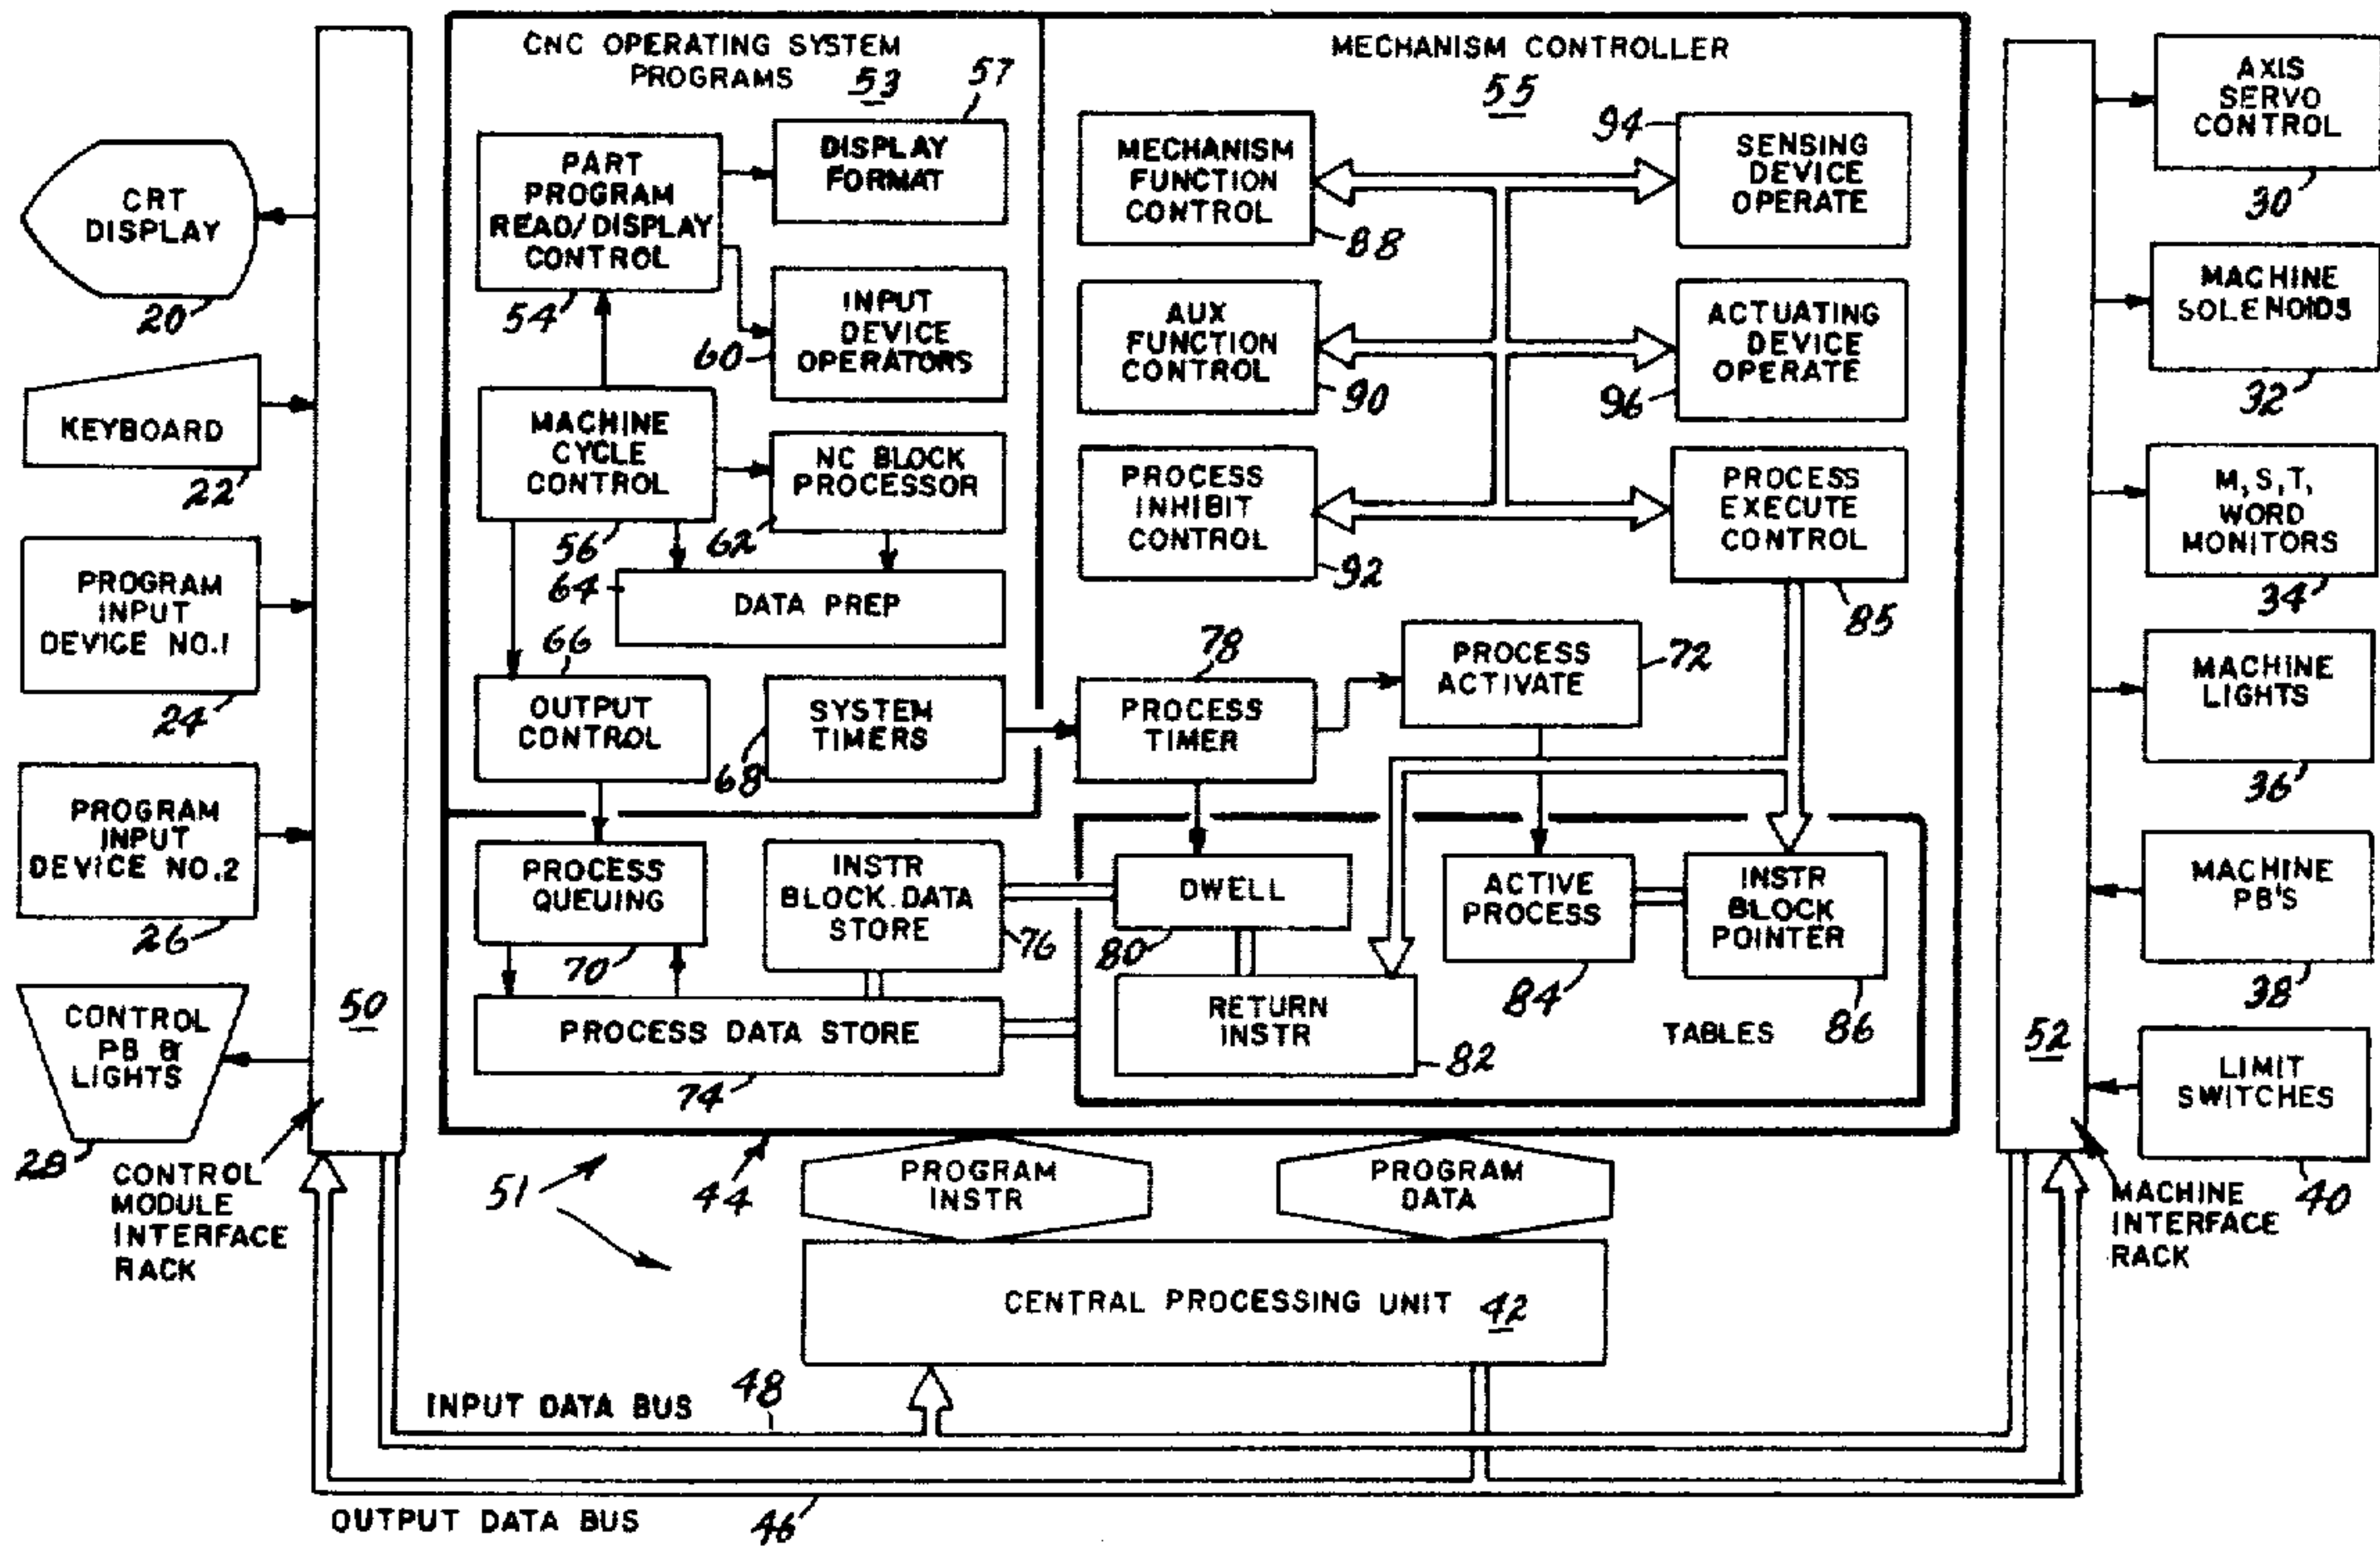 CNC OPERATING SYSTEM
PROGRAMS 53
57
MECHANISM CONTROLLER
55
CRT
DISPLAY
20
KEYBOARD
22
PROGRAM
INPUT
DEVICE NO.1
24
PROGRAM
INPUT
DEVICE NO.2
26
CONTROL
PB &
LIGHTS
28
50
CONTROL
MODULE
INTERFACE
RACK
PART
PROGRAM
READ/DISPLAY
CONTROL
54
DISPLAY
FORMAT
INPUT
DEVICE
OPERATORS
60
MACHINE
CYCLE
CONTROL
56
NC BLOCK
PROCESSOR
62
64
DATA PREP
66
OUTPUT
CONTROL
SYSTEM
TIMERS
68
PROCESS
QUEUING
70
INSTR
BLOCK DATA
STORE
76
PROCESS DATA STORE
74
MECHANISM
FUNCTION
CONTROL
88
94
SENSING
DEVICE
OPERATE
AUX
FUNCTION
CONTROL
90
ACTUATING
DEVICE
OPERATE
96
PROCESS
INHIBIT
CONTROL
92
PROCESS
EXECUTE
CONTROL
85
78
PROCESS
TIMER
PROCESS
ACTIVATE
72
DWELL
80
ACTIVE
PROCESS
84
INSTR
BLOCK
POINTER
86
RETURN
INSTR
82
TABLES
52
AXIS
SERVO
CONTROL
30
MACHINE
SOLENOIDS
32
M,S,T,
WORD
MONITORS
34
MACHINE
LIGHTS
36
MACHINE
PB'S
38
LIMIT
SWITCHES
40
MACHINE
INTERFACE
RACK
51
44
PROGRAM
INSTR
PROGRAM
DATA
CENTRAL PROCESSING UNIT 42
INPUT DATA BUS
48
OUTPUT DATA BUS
46